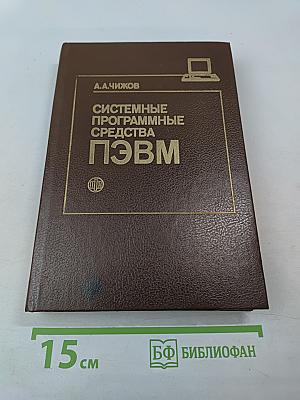 А.А.ЧИЖОВ
СИСТЕМНЫЕ
ПРОГРАММНЫЕ
СРЕДСТВА
ПЭВМ
15 см
БФ БИБЛИОФАН